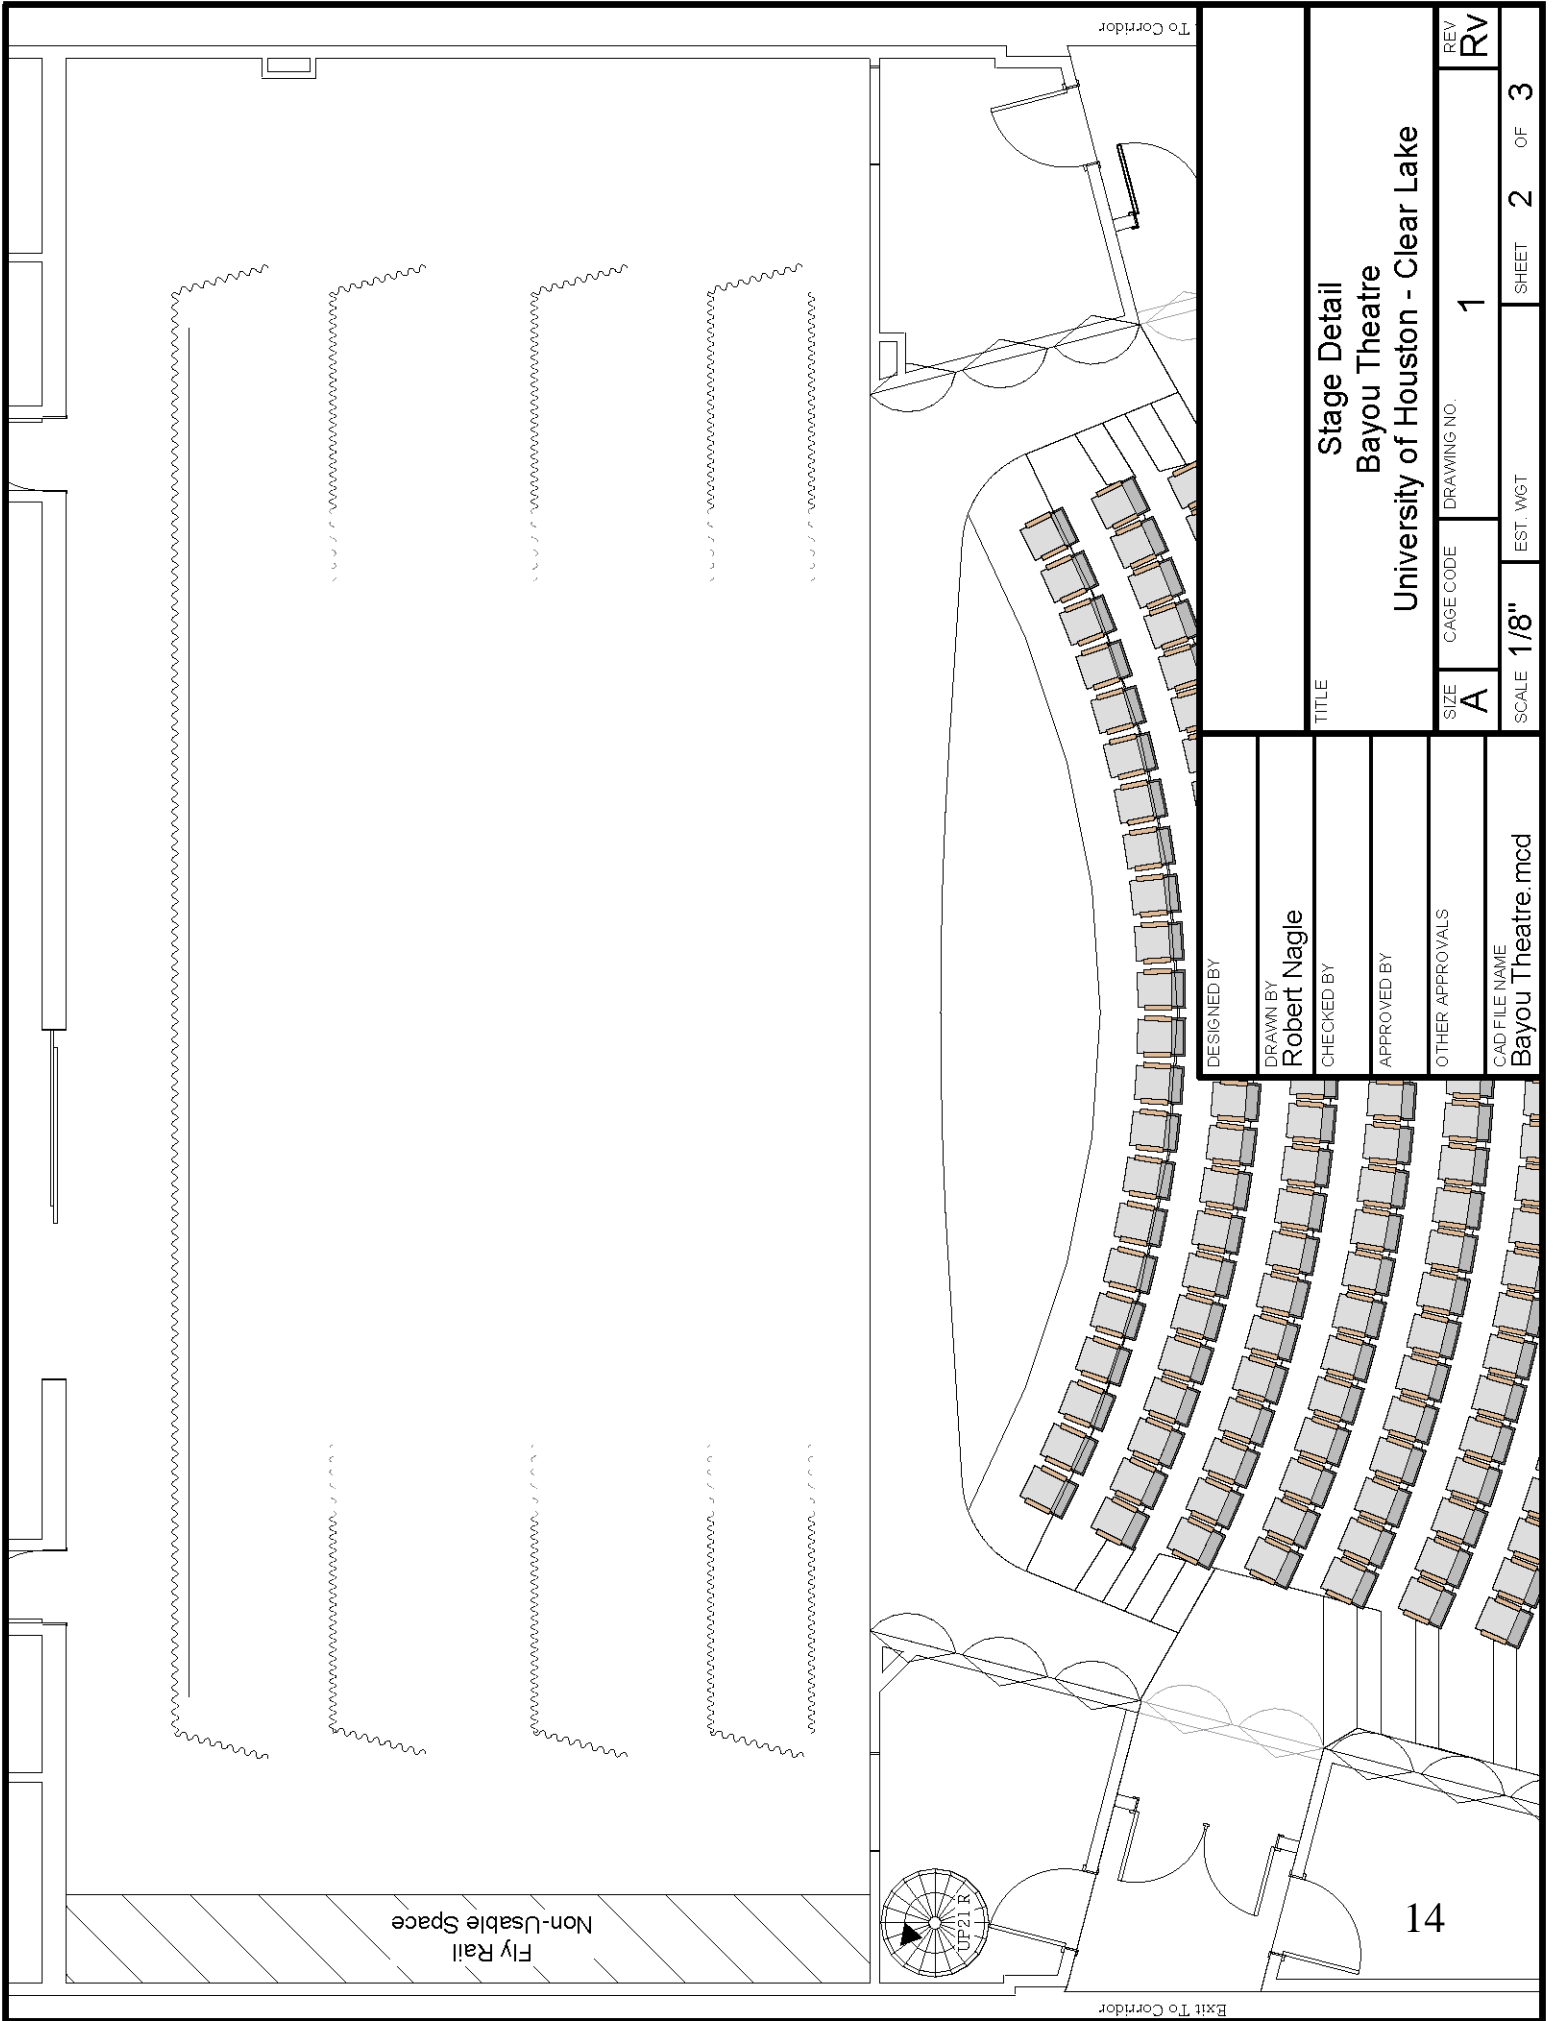 To Corridor
Fly Rail
Non-Usable Space
UP21 R
Exit To Corridor
14
DESIGNED BY
DRAWN BY
Robert Nagle
CHECKED BY
APPROVED BY
OTHER APPROVALS
CAD FILE NAME
Bayou Theatre.mcd
TITLE
Stage Detail
Bayou Theatre
University of Houston - Clear Lake
SIZE
A
CAGE CODE
DRAWING NO.
1
REV
Rv
SCALE 1/8"
EST. WGT
SHEET 2 OF 3